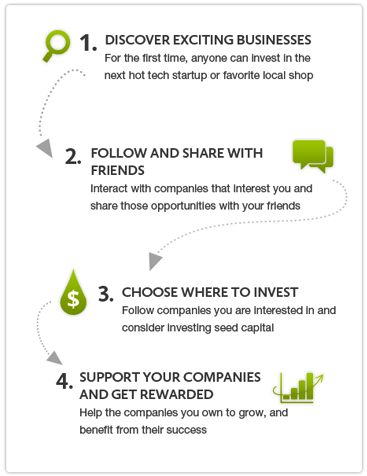 1. DISCOVER EXCITING BUSINESSES
For the first time, anyone can invest in the
next hot tech startup or favorite local shop
2. FOLLOW AND SHARE WITH
FRIENDS
Interact with companies that interest you and
share those opportunities with your friends
$
3. CHOOSE WHERE TO INVEST
Follow companies you are interested in and
consider investing seed capital
4. SUPPORT YOUR COMPANIES
AND GET REWARDED
Help the companies you own to grow, and
benefit from their success